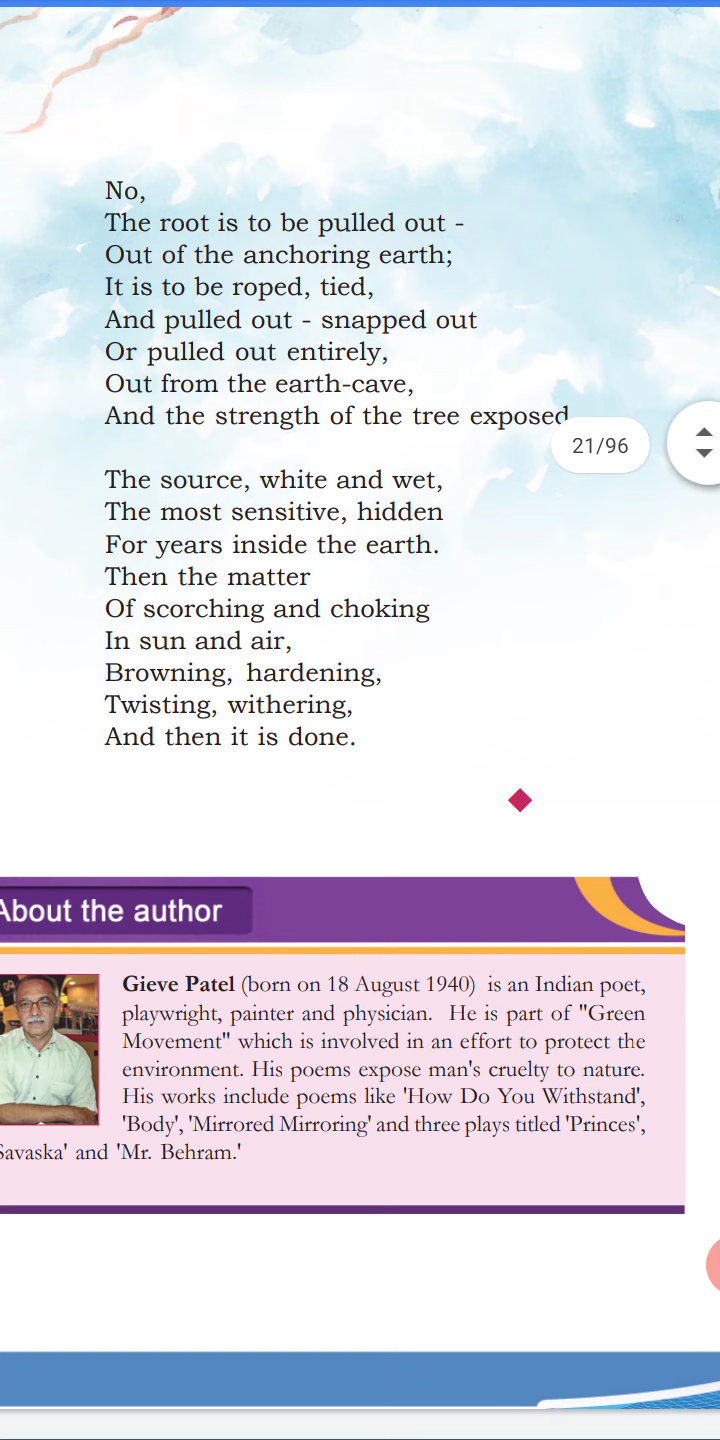 No,
The root is to be pulled out -
Out of the anchoring earth;
It is to be roped, tied,
And pulled out - snapped out
Or pulled out entirely,
Out from the earth-cave,
And the strength of the tree exposed
21/96
The source, white and wet,
The most sensitive, hidden
For years inside the earth.
Then the matter
Of scorching and choking
In sun and air,
Browning, hardening,
Twisting, withering,
And then it is done.
About the author
Gieve Patel (born on 18 August 1940) is an Indian poet,
playwright, painter and physician. He is part of "Green
Movement" which is involved in an effort to protect the
environment. His poems expose man's cruelty to nature.
His works include poems like 'How Do You Withstand',
'Body', 'Mirrored Mirroring' and three plays titled 'Princes',
Savaska' and 'Mr. Behram.'